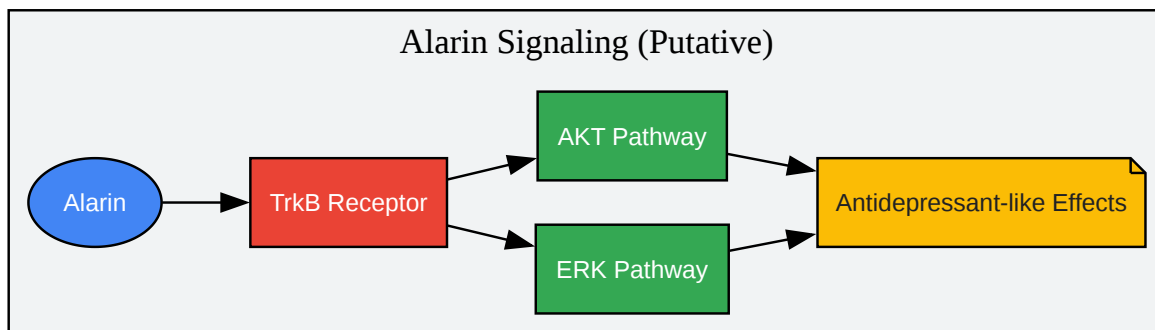 Alarin Signaling (Putative)
Alarin
TrkB Receptor
AKT Pathway
ERK Pathway
Antidepressant-like Effects